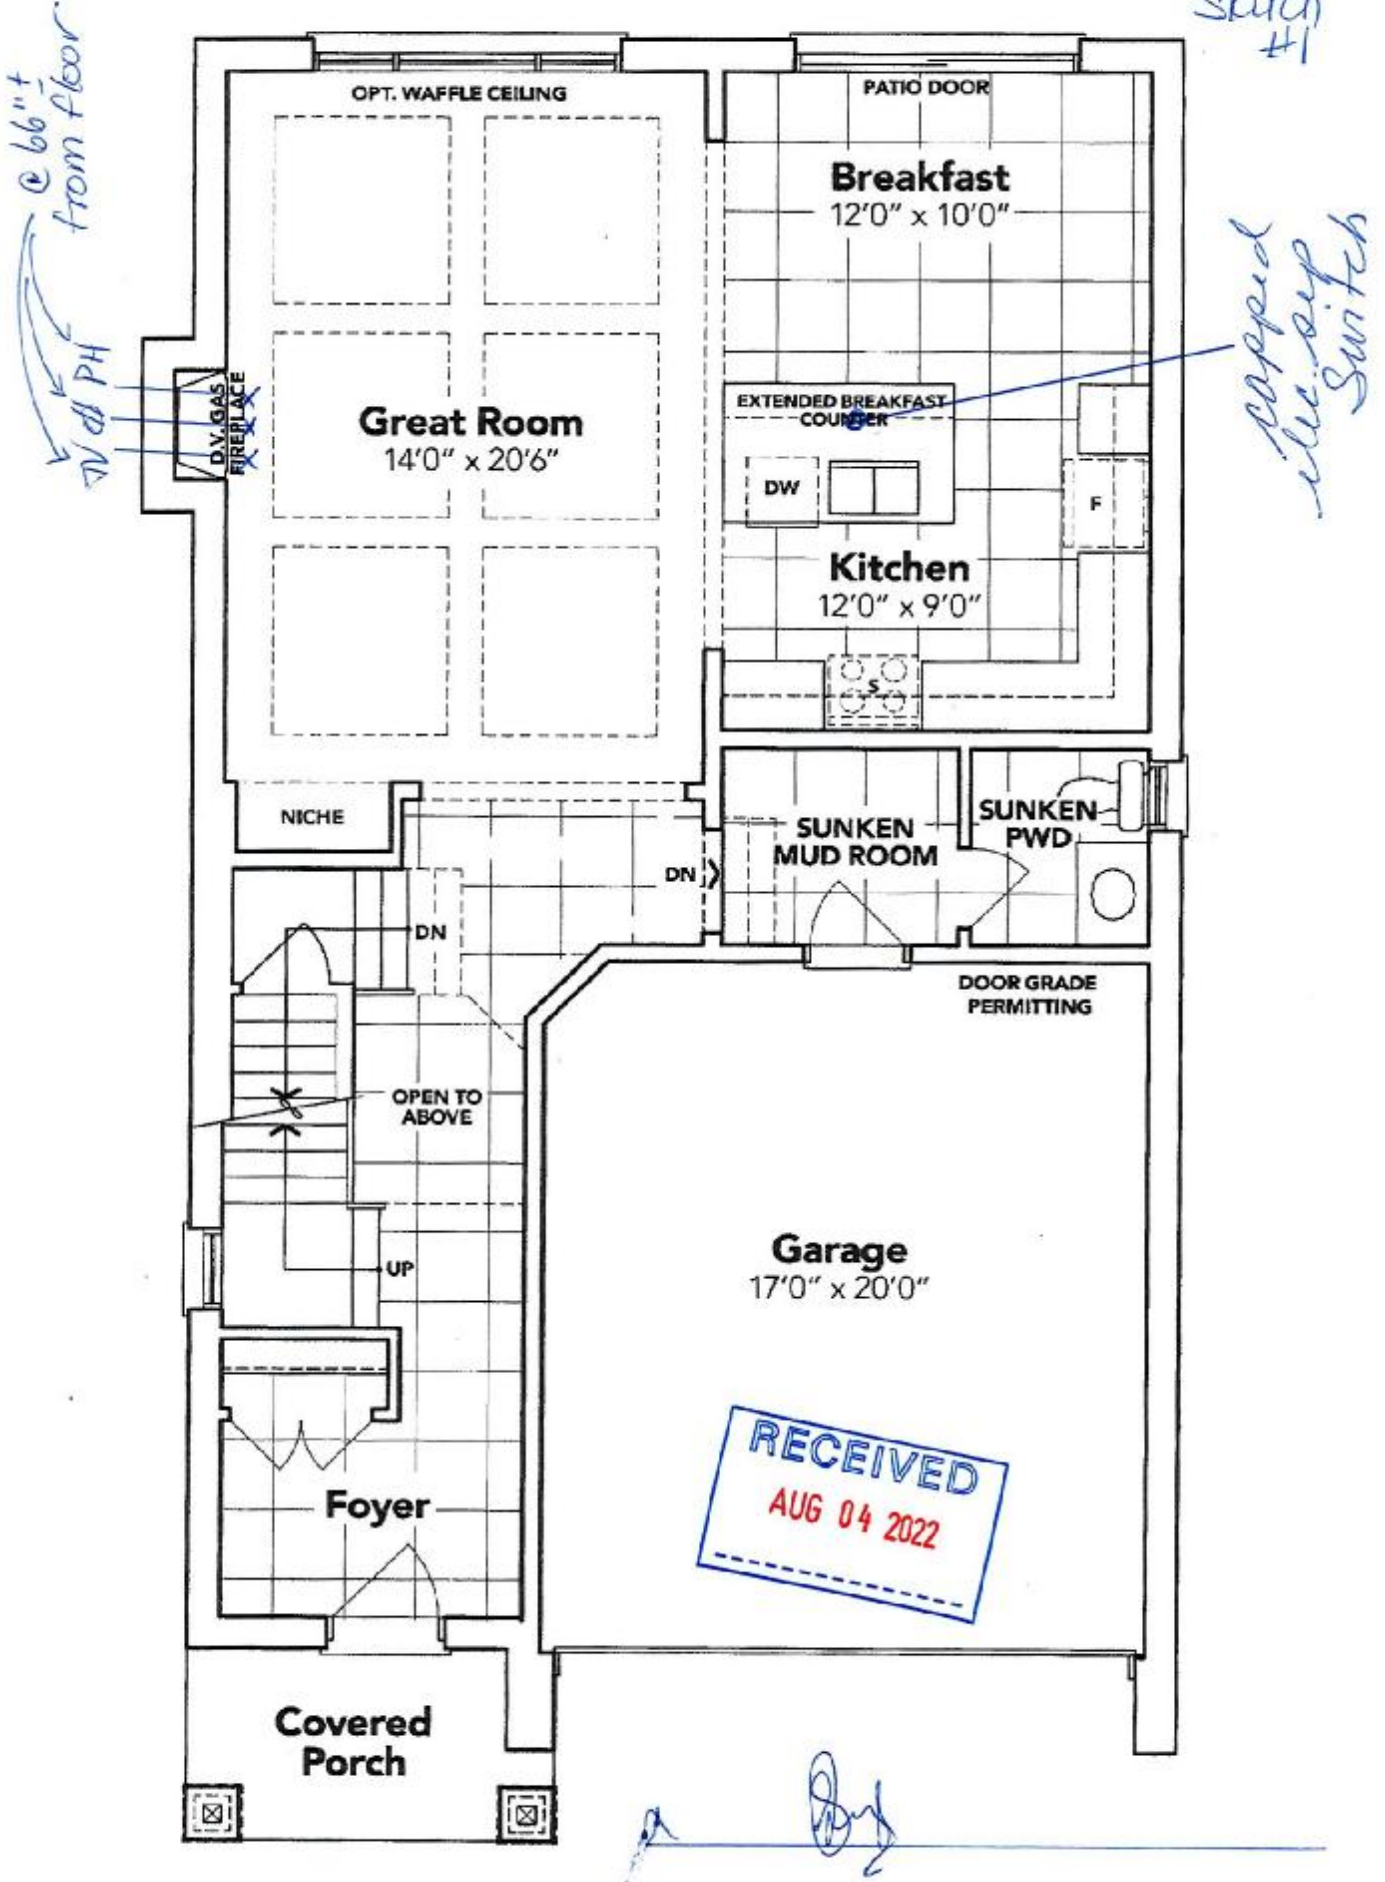 Sketch
#1
@ 66"±
from floor
OPT. WAFFLE CEILING
PATIO DOOR
Breakfast
12'0" x 10'0"
capped
elec. o/p
Switch
TV dp PH
D.V. GAS
FIREPLACE
Great Room
14'0" x 20'6"
EXTENDED BREAKFAST
COUNTER
DW
F
Kitchen
12'0" x 9'0"
S
NICHE
SUNKEN
MUD ROOM
SUNKEN
PWD
DN
DN
DOOR GRADE
PERMITTING
OPEN TO
ABOVE
Garage
17'0" x 20'0"
UP
RECEIVED
AUG 04 2022
Foyer
Covered
Porch